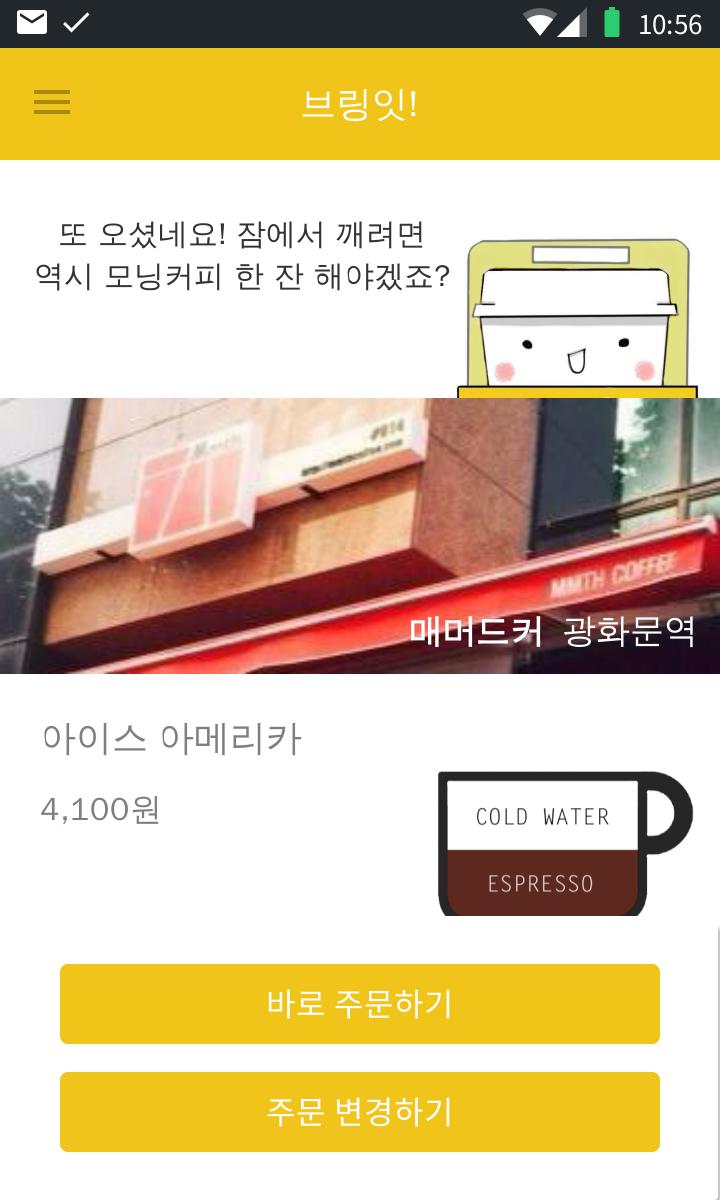 10:56
브링잇!
또 오셨네요! 잠에서 깨려면
역시 모닝커피 한 잔 해야겠죠?
MMTH COFFEE
매머드커 광화문역
아이스 아메리카
4,100원
COLD WATER
ESPRESSO
바로 주문하기
주문 변경하기